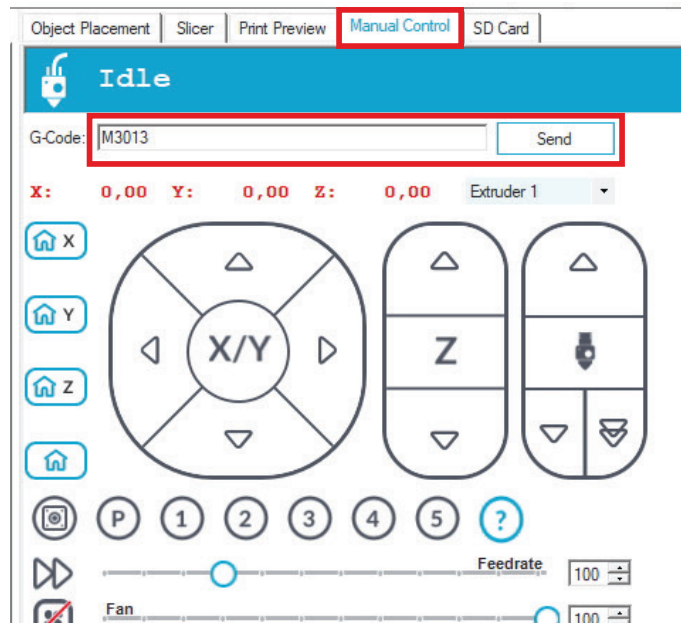 Object Placement Slicer Print Preview Manual Control SD Card
Idle
G-Code: M3013 Send
X: 0,00 Y: 0,00 Z: 0,00 Extruder 1
X
Y
Z
X/Y
Z
P 1 2 3 4 5 ?
Feedrate 100
Fan 100